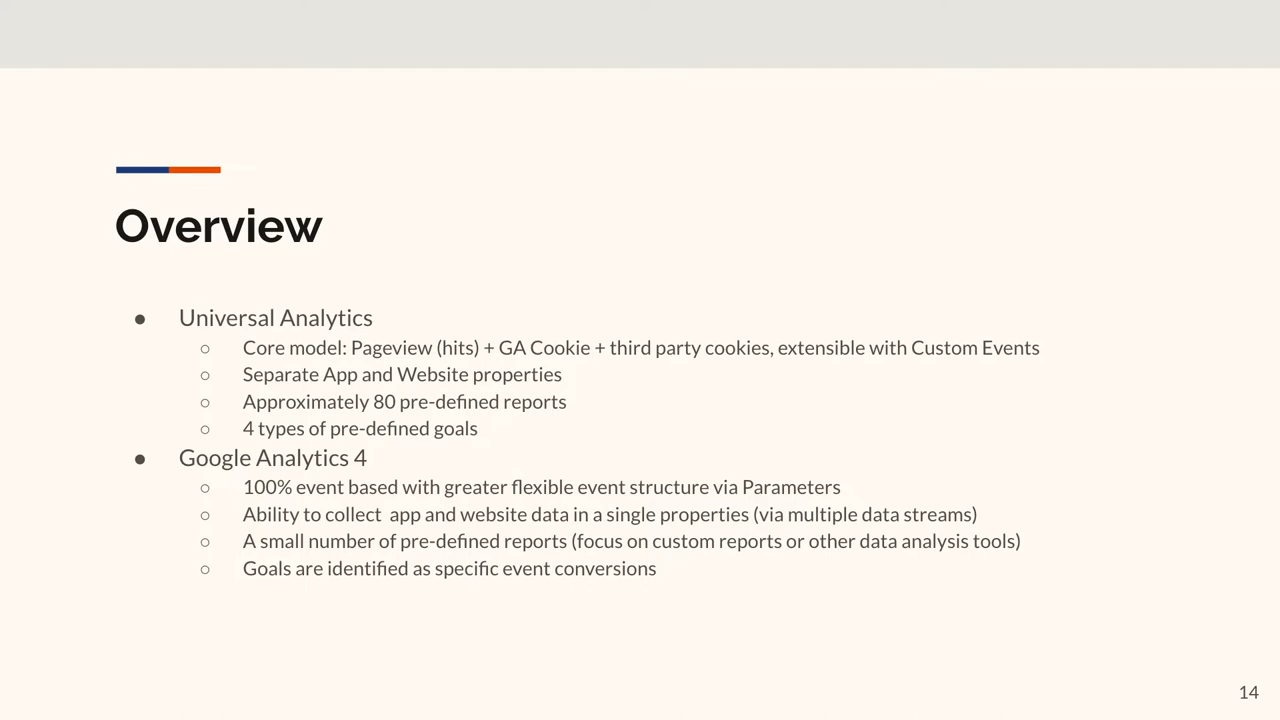 Overview
● Universal Analytics
○ Core model: Pageview (hits) + GA Cookie + third party cookies, extensible with Custom Events
○ Separate App and Website properties
○ Approximately 80 pre-defined reports
○ 4 types of pre-defined goals
● Google Analytics 4
○ 100% event based with greater flexible event structure via Parameters
○ Ability to collect  app and website data in a single properties (via multiple data streams)
○ A small number of pre-defined reports (focus on custom reports or other data analysis tools)
○ Goals are identified as specific event conversions
14